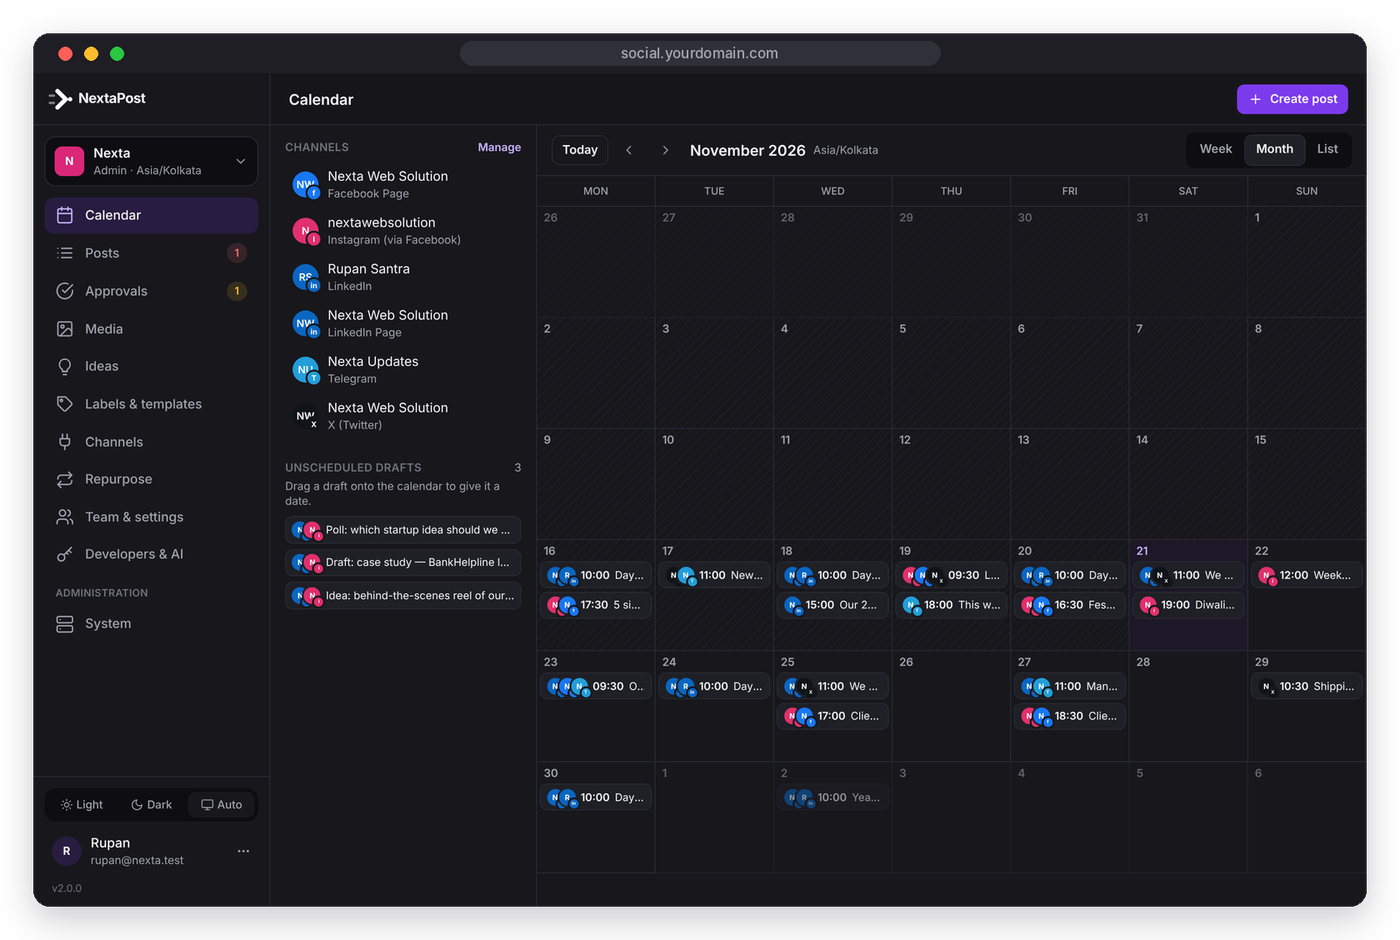 social.yourdomain.com
NextaPost
Calendar
+ Create post
N
Nexta
Admin · Asia/Kolkata
Calendar
Posts 1
Approvals 1
Media
Ideas
Labels & templates
Channels
Repurpose
Team & settings
Developers & AI
ADMINISTRATION
System
Light Dark Auto
R
Rupan
rupan@nexta.test
v2.0.0
CHANNELS Manage
Nexta Web Solution
Facebook Page
nextawebsolution
Instagram (via Facebook)
Rupan Santra
LinkedIn
Nexta Web Solution
LinkedIn Page
Nexta Updates
Telegram
Nexta Web Solution
X (Twitter)
UNSCHEDULED DRAFTS 3
Drag a draft onto the calendar to give it a
date.
Poll: which startup idea should we ...
Draft: case study — BankHelpline l...
Idea: behind-the-scenes reel of our...
Today November 2026 Asia/Kolkata Week Month List
MON TUE WED THU FRI SAT SUN
26 27 28 29 30 31 1
2 3 4 5 6 7 8
9 10 11 12 13 14 15
16 17 18 19 20 21 22
10:00 Day... 11:00 New... 10:00 Day... 09:30 L... 10:00 Day... 11:00 We ... 12:00 Week...
17:30 5 si... 15:00 Our 2... 18:00 This w... 16:30 Fes... 19:00 Diwali...
23 24 25 26 27 28 29
09:30 O... 10:00 Day... 11:00 We ... 11:00 Man... 10:30 Shippi...
17:00 Clie... 18:30 Clie...
30 1 2 3 4 5 6
10:00 Day... 10:00 Yea...